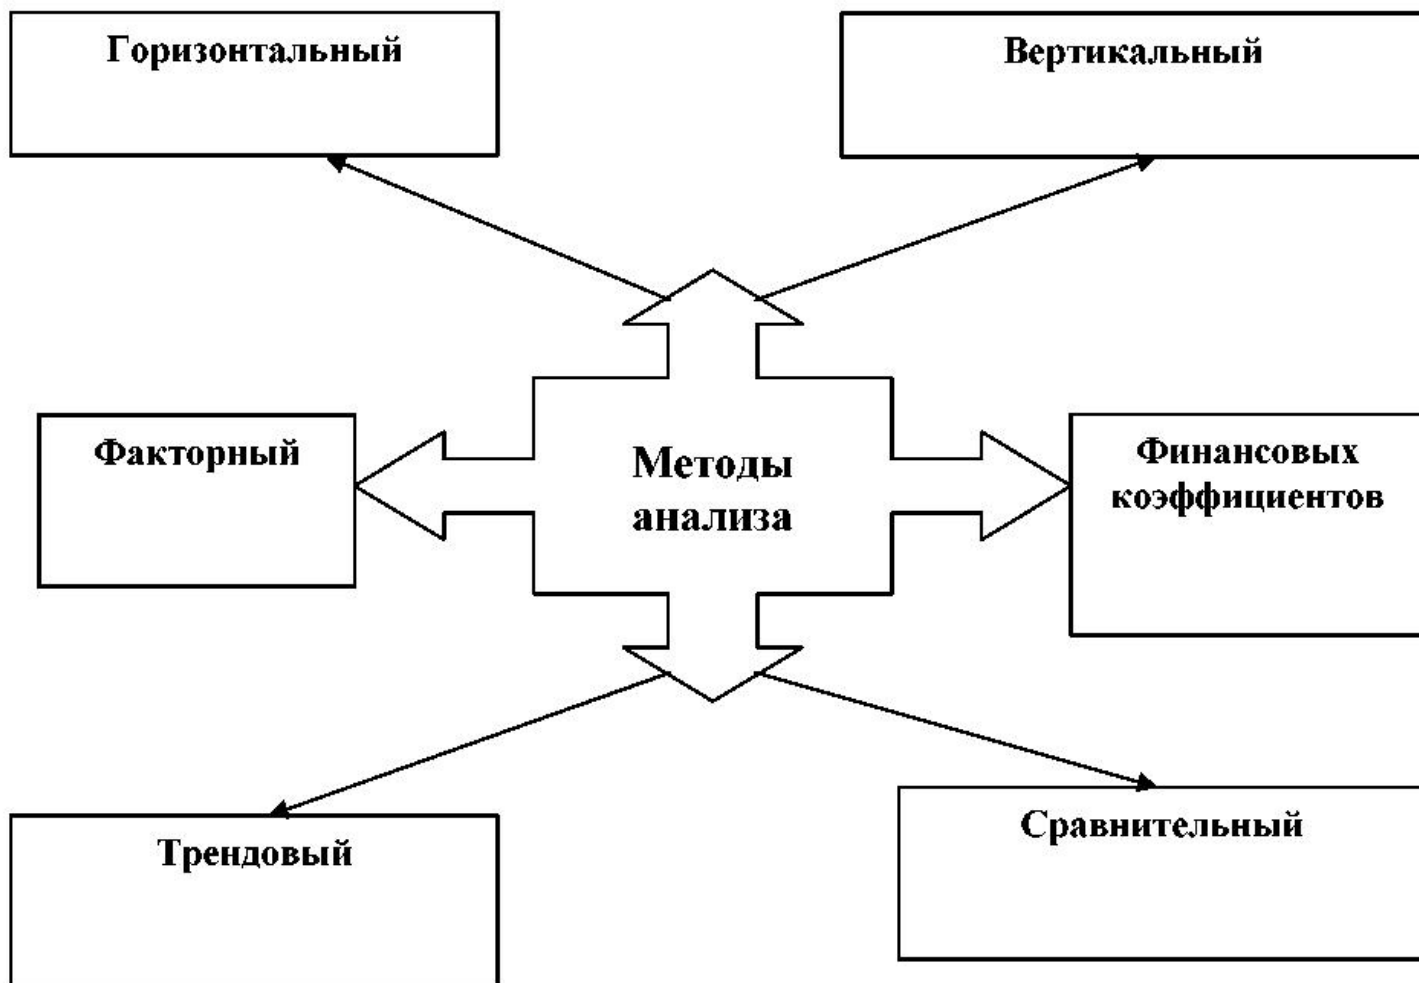 Горизонтальный
Вертикальный
Факторный
Методы
анализа
Финансовых
коэффициентов
Трендовый
Сравнительный